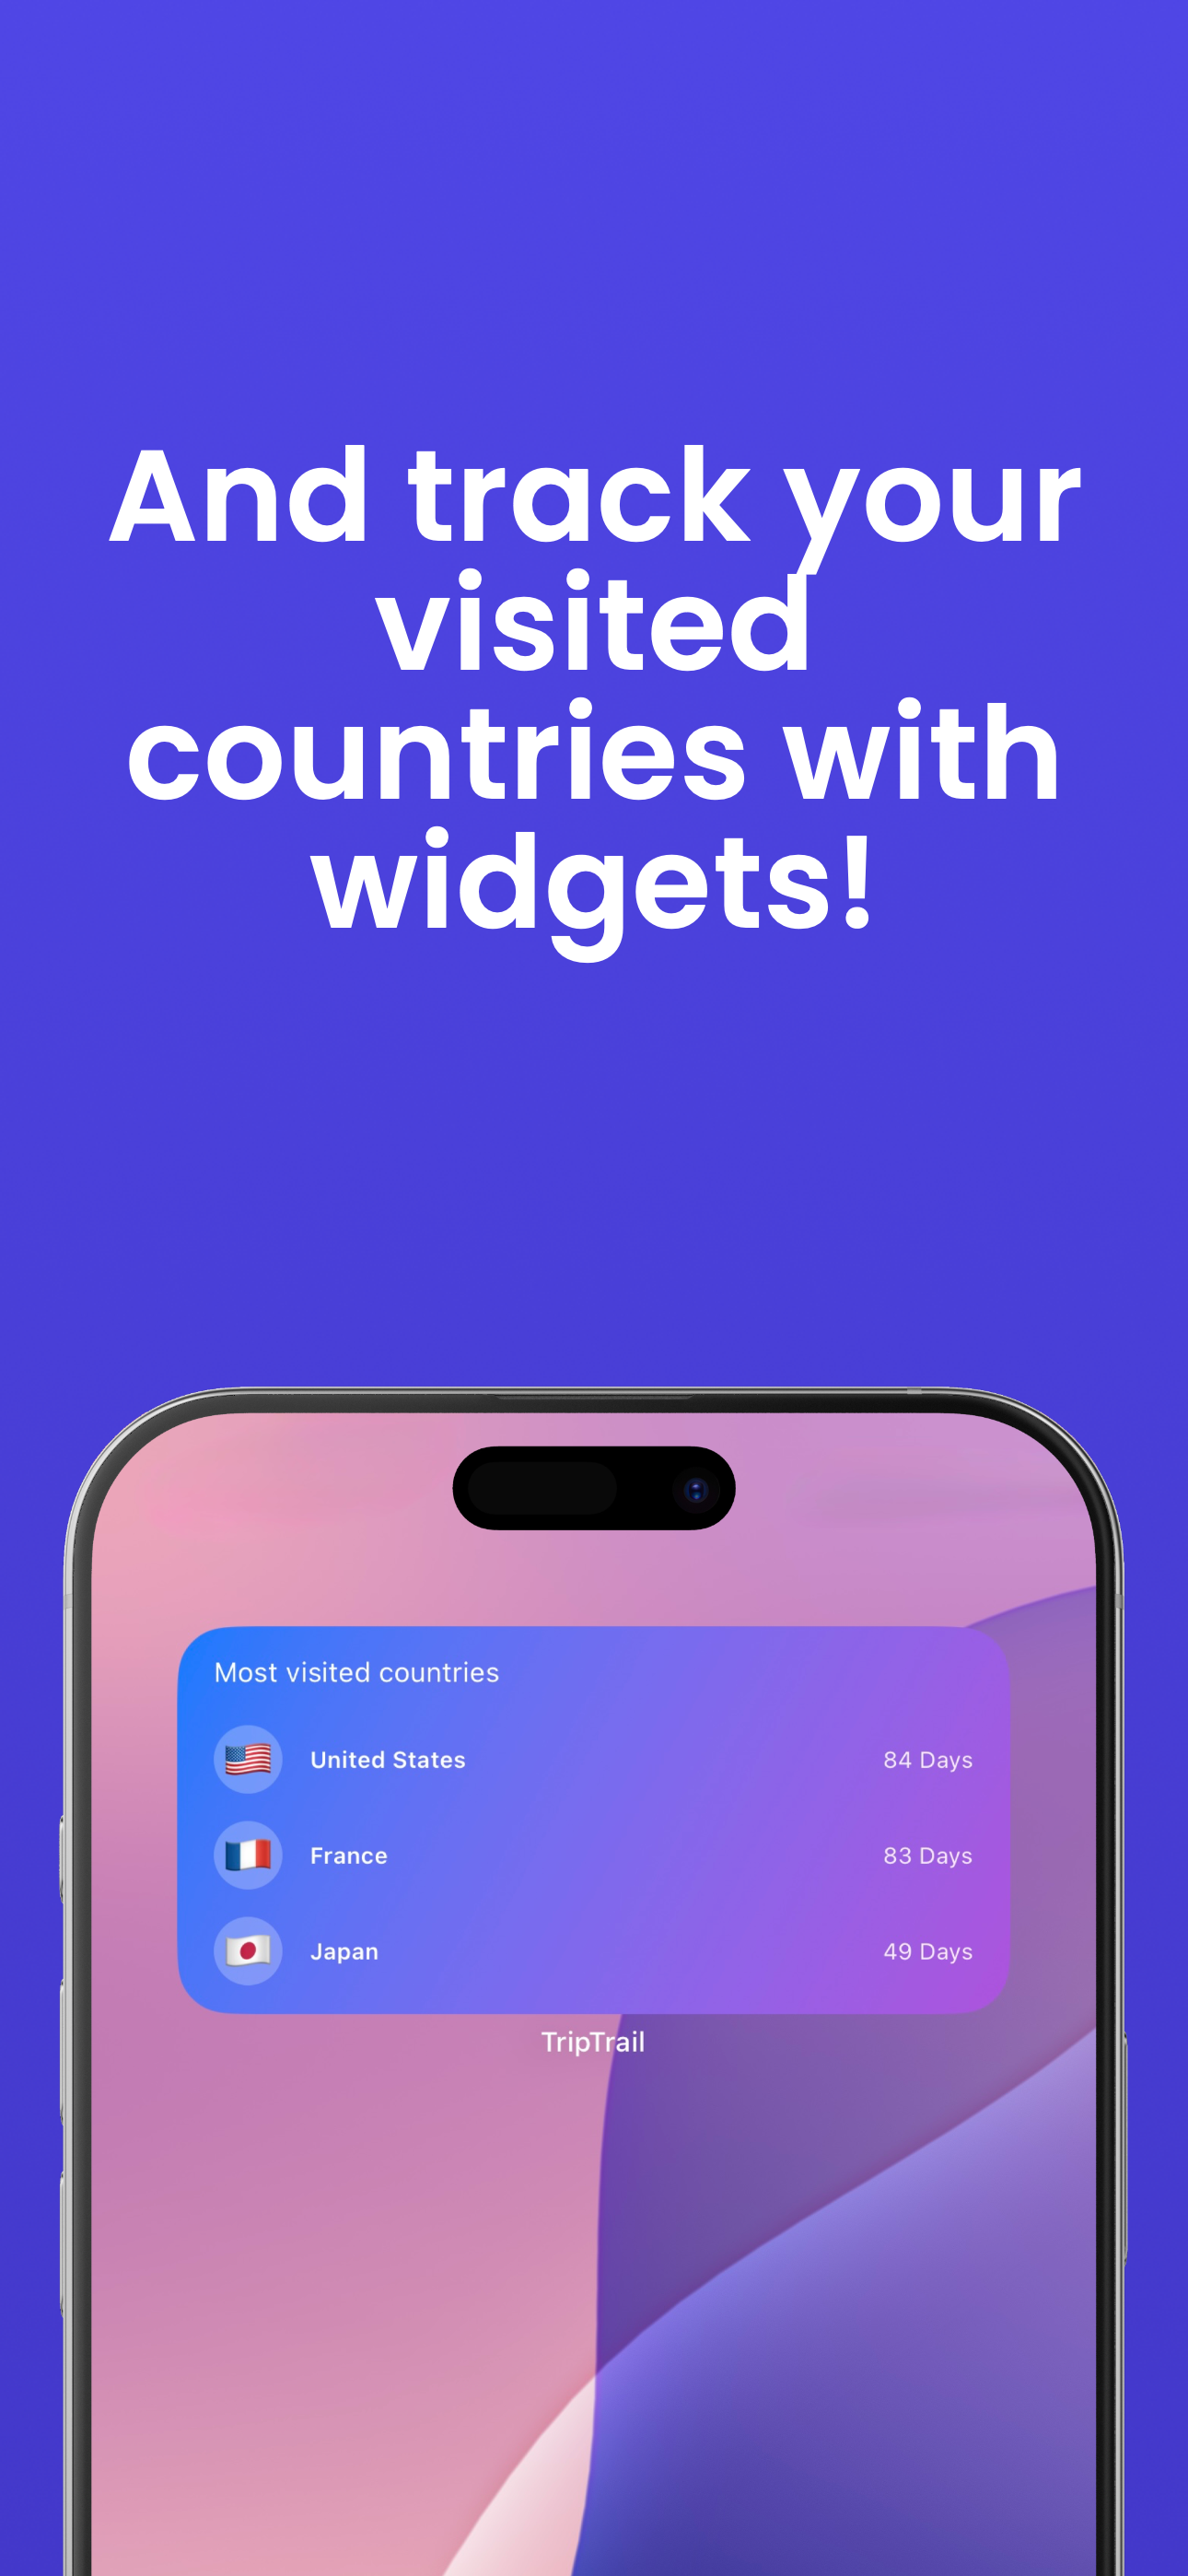 And track your
visited
countries with
widgets!
Most visited countries
United States 84 Days
France 83 Days
Japan 49 Days
TripTrail